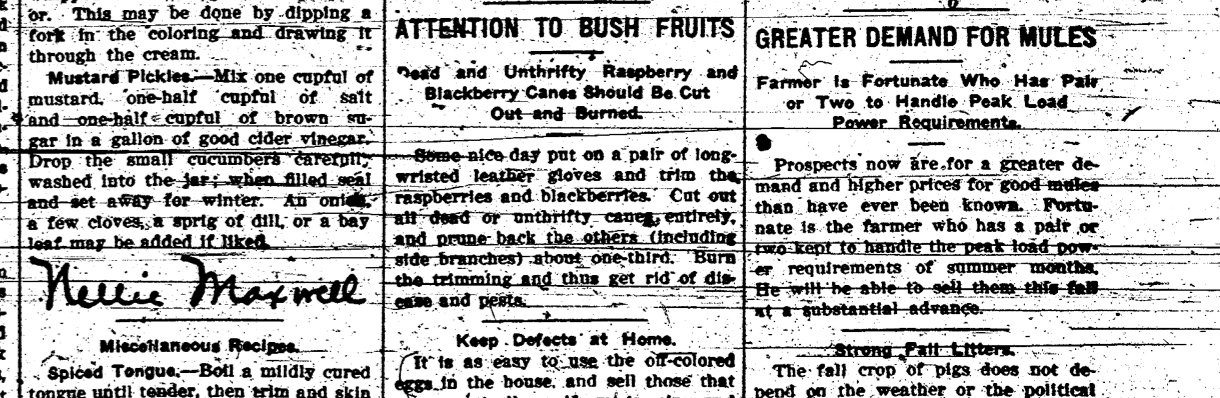 or. This may be done by dipping a
fork in the coloring and drawing it
through the cream.
Mustard Pickles.—Mix one cupful of
mustard, one-half cupful of salt
and one-half cupful of brown su-
gar in a gallon of good cider vinegar.
Drop the small cucumbers carefully
washed into the jar; when filled seal
and set away for winter. An onion,
a few cloves, a sprig of dill, or a bay
leaf may be added if liked.
Nellie Maxwell
Miscellaneous Recipes.
Spiced Tongue.—Boil a mildly cured
tongue until tender, then trim and skin
ATTENTION TO BUSH FRUITS
Dead and Unthrifty Raspberry and
Blackberry Canes Should Be Cut
Out and Burned.
Some nice day put on a pair of long-
wristed leather gloves and trim the
raspberries and blackberries. Cut out
all dead or unthrifty canes entirely,
and prune back the others (including
side branches) about one-third. Burn
the trimming and thus get rid of dis-
ease and pests.
Keep Defects at Home.
It is as easy to use the off-colored
eggs in the house, and sell those that
GREATER DEMAND FOR MULES
Farmer Is Fortunate Who Has Pair
or Two to Handle Peak Load
Power Requirements.
Prospects now are for a greater de-
mand and higher prices for good mules
than have ever been known. Fortu-
nate is the farmer who has a pair or
two kept to handle the peak load pow-
er requirements of summer months.
He will be able to sell them this fall
at a substantial advance.
Strong Fall Litters.
The fall crop of pigs does not de-
pend on the weather or the political